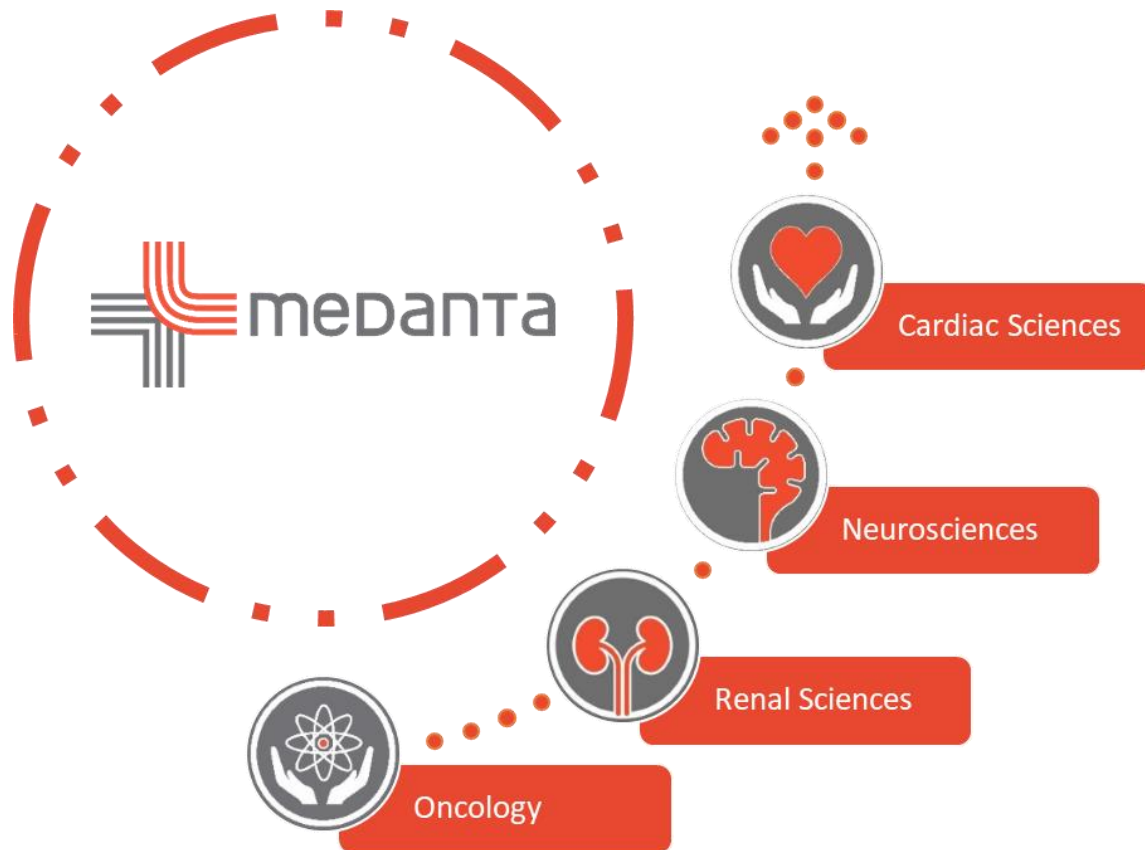 meDanTa
Cardiac Sciences
Neurosciences
Renal Sciences
Oncology